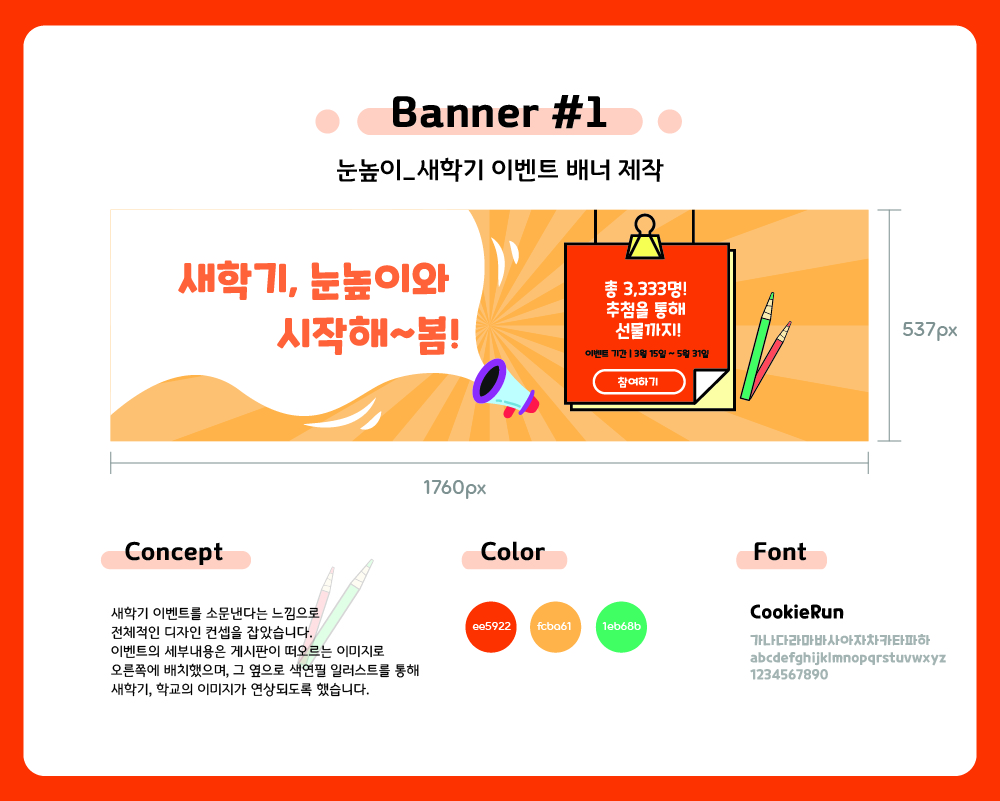 Banner #1
눈높이_새학기 이벤트 배너 제작
새학기, 눈높이와
시작해~봄!
총 3,333명!
추첨을 통해
선물까지!
이벤트 기간 | 3월 15일 ~ 5월 31일
참여하기
537px
1760px
Concept
새학기 이벤트를 소문낸다는 느낌으로
전체적인 디자인 컨셉을 잡았습니다.
이벤트의 세부내용은 게시판이 떠오르는 이미지로
오른쪽에 배치했으며, 그 옆으로 색연필 일러스트를 통해
새학기, 학교의 이미지가 연상되도록 했습니다.
Color
ee5922
fcba61
1eb68b
Font
CookieRun
가나다라마바사아자차카타파하
abcdefghijklmnopqrstuvwxyz
1234567890